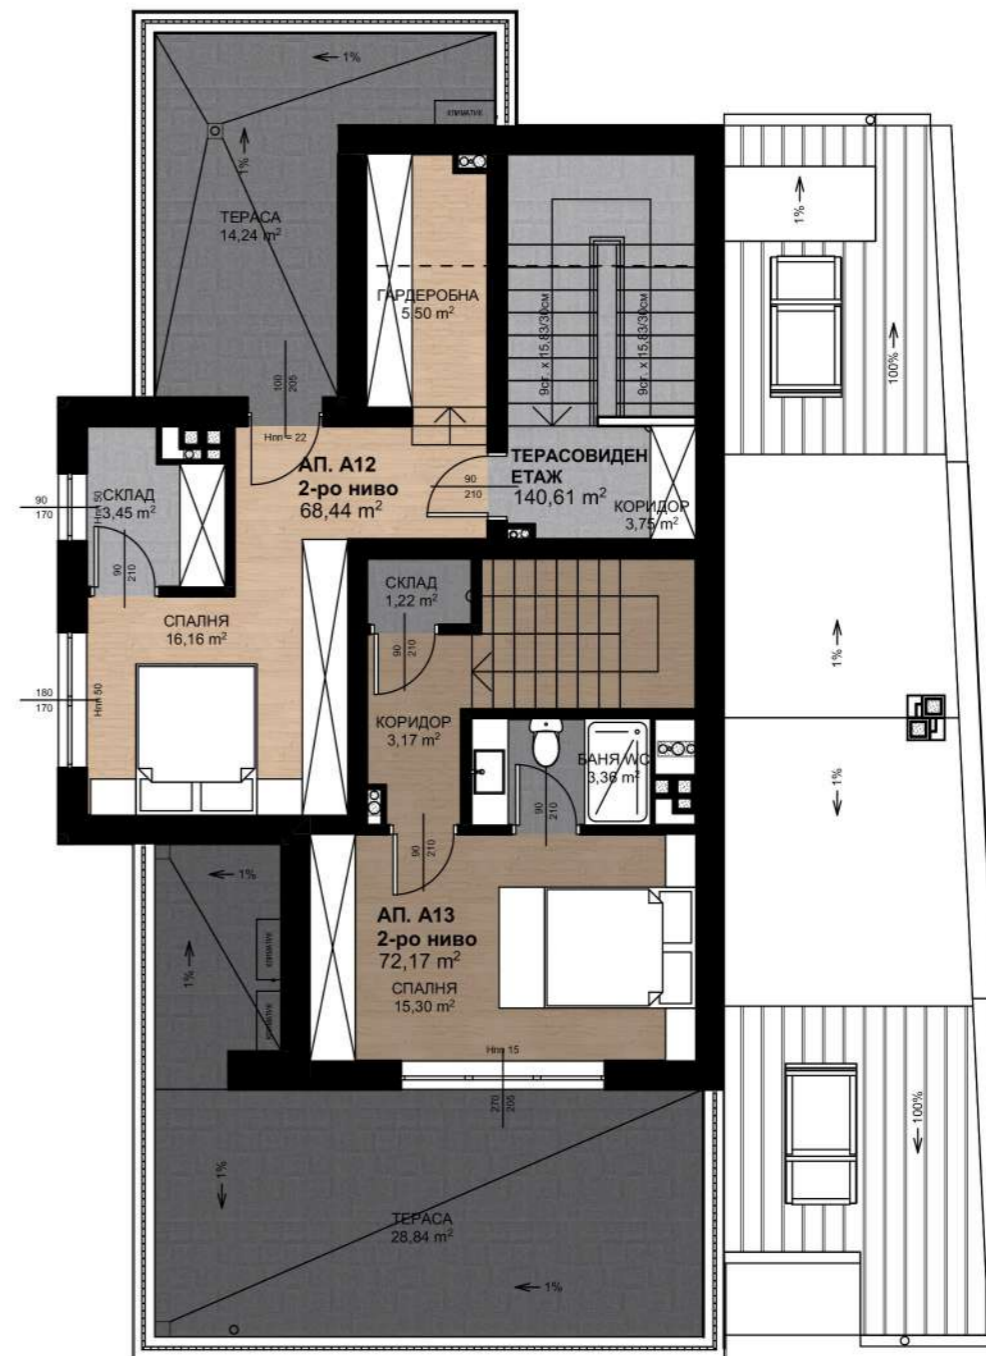 1%
КЛИМАТИК
1%
ТЕРАСА
14,24 m²
1%
ГАРДЕРОБНА
5.50 m²
9ст. x 15,83/30см
9ст. x 15,83/30см
100%
100
205
Hпп = 22
АП. А12
2-ро ниво
68,44 m²
90
210
ТЕРАСОВИДЕН
ЕТАЖ
140,61 m²
КОРИДОР
3,75 m²
90
170
Hпп 50
СКЛАД
3,45 m²
90
210
СПАЛНЯ
16,16 m²
СКЛАД
1,22 m²
90
210
1%
180
170
Hпп 50
КОРИДОР
3,17 m²
БАНЯ WC
3,36 m²
90
210
1%
90
210
1%
КЛИМАТИК
КЛИМАТИК
1%
АП. А13
2-ро ниво
72,17 m²
СПАЛНЯ
15,30 m²
Hпп 15
270
205
100%
1%
ТЕРАСА
28,84 m²
1%